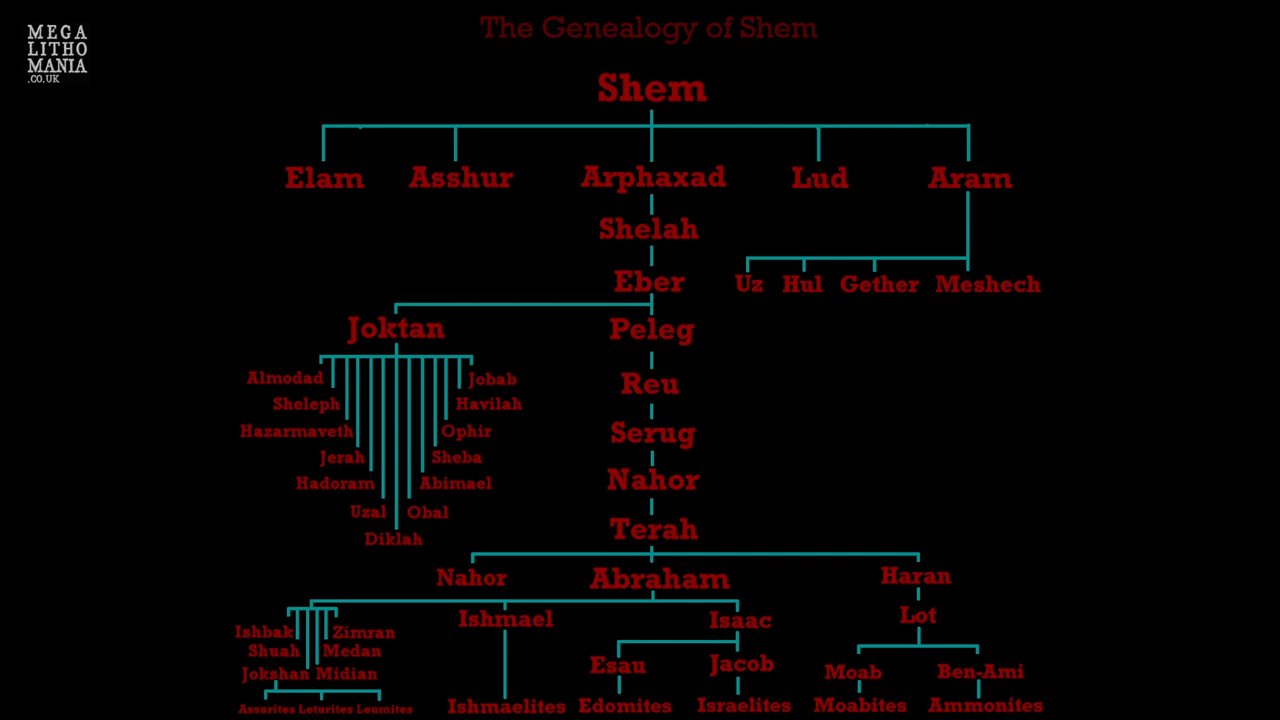 MEGA
LITHO
MANIA
.CO.UK
The Genealogy of Shem
Shem
Elam Asshur Arphaxad Lud Aram
Shelah
Eber
Uz Hul Gether Meshech
Joktan Peleg
Almodad Jobab
Reu
Sheleph Havilah
Hazarmaveth Ophir
Serug
Jerah Sheba
Hadoram Abimael
Nahor
Uzal Obal
Terah
Diklah
Nahor Abraham Haran
Ishmael Isaac Lot
Ishbak Zimran
Shuah Medan
Esau Jacob
Jokshan Midian
Moab Ben-Ami
Assurites Leturites Leumites
Ishmaelites Edomites Israelites Moabites Ammonites